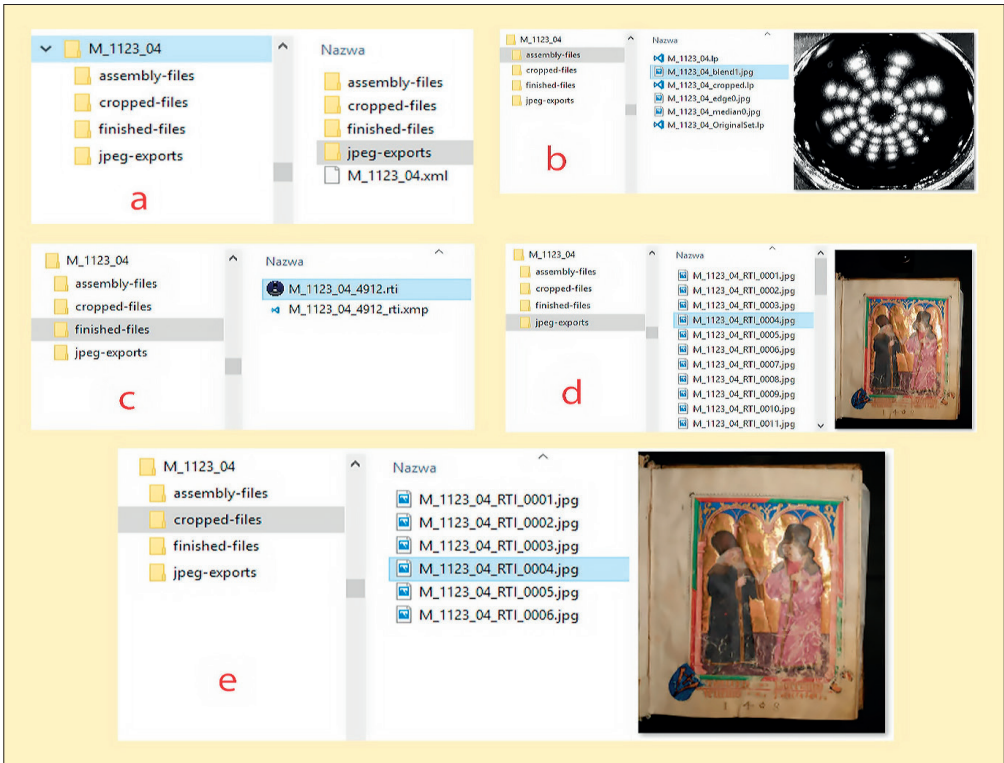 M_1123_04
assembly-files
cropped-files
finished-files
jpeg-exports
Nazwa
assembly-files
cropped-files
finished-files
jpeg-exports
M_1123_04.xml
a
M_1123_04
assembly-files
cropped-files
finished-files
jpeg-exports
Nazwa
M_1123_04.lp
M_1123_04_blend1.jpg
M_1123_04_cropped.lp
M_1123_04_edge0.jpg
M_1123_04_median0.jpg
M_1123_04_OriginalSet.lp
b
M_1123_04
assembly-files
cropped-files
finished-files
jpeg-exports
Nazwa
M_1123_04_4912.rti
M_1123_04_4912_rti.xmp
c
M_1123_04
assembly-files
cropped-files
finished-files
jpeg-exports
Nazwa
M_1123_04_RTI_0001.jpg
M_1123_04_RTI_0002.jpg
M_1123_04_RTI_0003.jpg
M_1123_04_RTI_0004.jpg
M_1123_04_RTI_0005.jpg
M_1123_04_RTI_0006.jpg
M_1123_04_RTI_0007.jpg
M_1123_04_RTI_0008.jpg
M_1123_04_RTI_0009.jpg
M_1123_04_RTI_0010.jpg
M_1123_04_RTI_0011.jpg
d
M_1123_04
assembly-files
cropped-files
finished-files
jpeg-exports
Nazwa
M_1123_04_RTI_0001.jpg
M_1123_04_RTI_0002.jpg
M_1123_04_RTI_0003.jpg
M_1123_04_RTI_0004.jpg
M_1123_04_RTI_0005.jpg
M_1123_04_RTI_0006.jpg
e